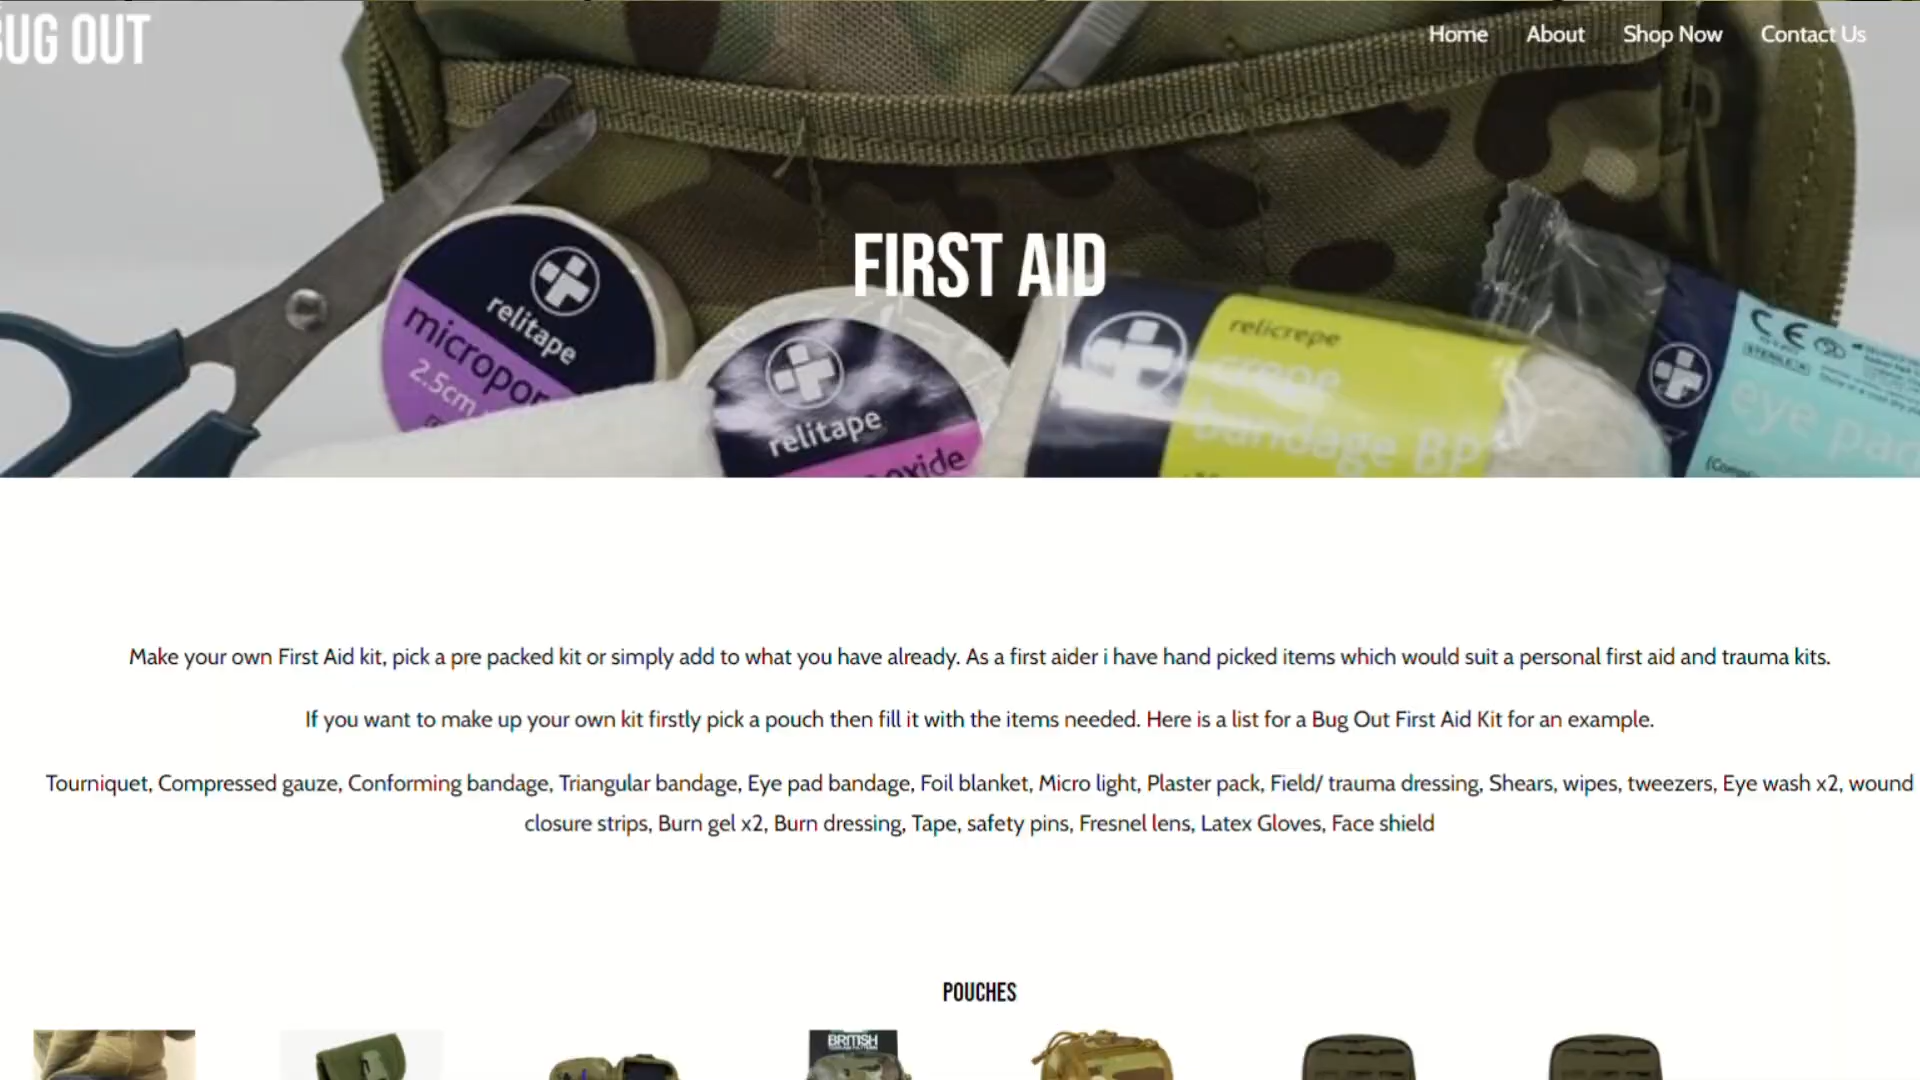 BUG OUT
Home About Shop Now Contact Us
FIRST AID
relitape
micropor
2.5cm
relitape
oxide
relicrepe
crepe
bandage BP
CE
STERILE R
eye pad
Make your own First Aid kit, pick a pre packed kit or simply add to what you have already. As a first aider i have hand picked items which would suit a personal first aid and trauma kits.
If you want to make up your own kit firstly pick a pouch then fill it with the items needed. Here is a list for a Bug Out First Aid Kit for an example.
Tourniquet, Compressed gauze, Conforming bandage, Triangular bandage, Eye pad bandage, Foil blanket, Micro light, Plaster pack, Field/ trauma dressing, Shears, wipes, tweezers, Eye wash x2, wound
closure strips, Burn gel x2, Burn dressing, Tape, safety pins, Fresnel lens, Latex Gloves, Face shield
POUCHES
BRITISH